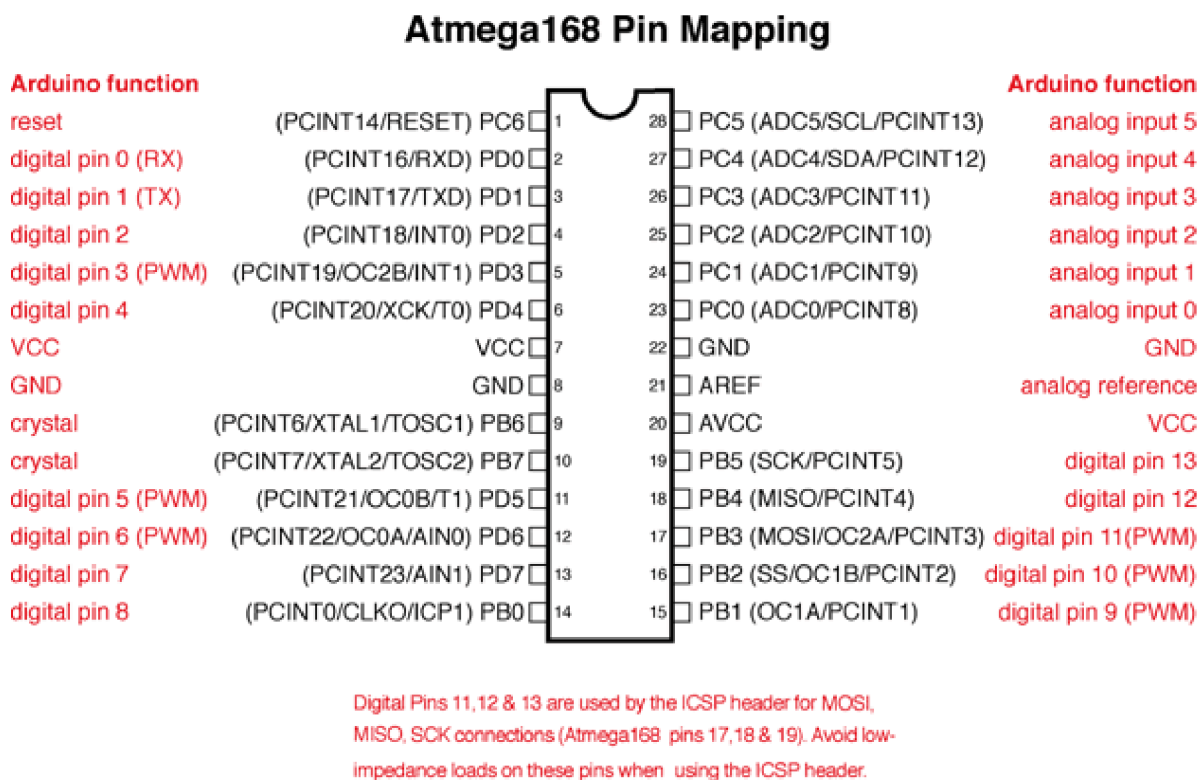 Atmega168 Pin Mapping
Arduino function Arduino function
reset (PCINT14/RESET) PC6 1 28 PC5 (ADC5/SCL/PCINT13) analog input 5
digital pin 0 (RX) (PCINT16/RXD) PD0 2 27 PC4 (ADC4/SDA/PCINT12) analog input 4
digital pin 1 (TX) (PCINT17/TXD) PD1 3 26 PC3 (ADC3/PCINT11) analog input 3
digital pin 2 (PCINT18/INT0) PD2 4 25 PC2 (ADC2/PCINT10) analog input 2
digital pin 3 (PWM) (PCINT19/OC2B/INT1) PD3 5 24 PC1 (ADC1/PCINT9) analog input 1
digital pin 4 (PCINT20/XCK/T0) PD4 6 23 PC0 (ADC0/PCINT8) analog input 0
VCC VCC 7 22 GND GND
GND GND 8 21 AREF analog reference
crystal (PCINT6/XTAL1/TOSC1) PB6 9 20 AVCC VCC
crystal (PCINT7/XTAL2/TOSC2) PB7 10 19 PB5 (SCK/PCINT5) digital pin 13
digital pin 5 (PWM) (PCINT21/OC0B/T1) PD5 11 18 PB4 (MISO/PCINT4) digital pin 12
digital pin 6 (PWM) (PCINT22/OC0A/AIN0) PD6 12 17 PB3 (MOSI/OC2A/PCINT3) digital pin 11(PWM)
digital pin 7 (PCINT23/AIN1) PD7 13 16 PB2 (SS/OC1B/PCINT2) digital pin 10 (PWM)
digital pin 8 (PCINT0/CLKO/ICP1) PB0 14 15 PB1 (OC1A/PCINT1) digital pin 9 (PWM)
Digital Pins 11,12 & 13 are used by the ICSP header for MOSI,
MISO, SCK connections (Atmega168 pins 17,18 & 19). Avoid low-
impedance loads on these pins when using the ICSP header.